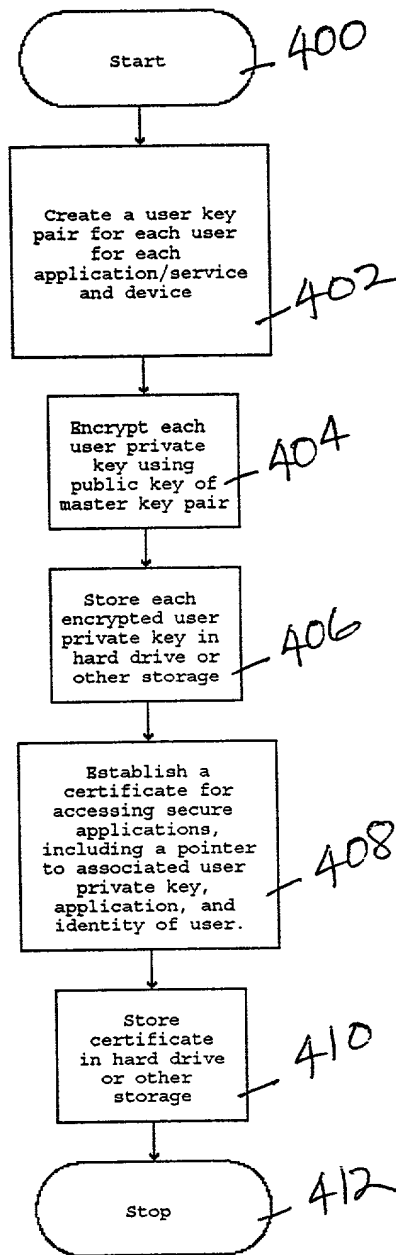 Start
400
Create a user key
pair for each user
for each
application/service
and device
402
Encrypt each
user private
key using
public key of
master key pair
404
Store each
encrypted user
private key in
hard drive or
other storage
406
Establish a
certificate for
accessing secure
applications,
including a pointer
to associated user
private key,
application, and
identity of user.
408
Store
certificate
in hard drive
or other
storage
410
Stop
412